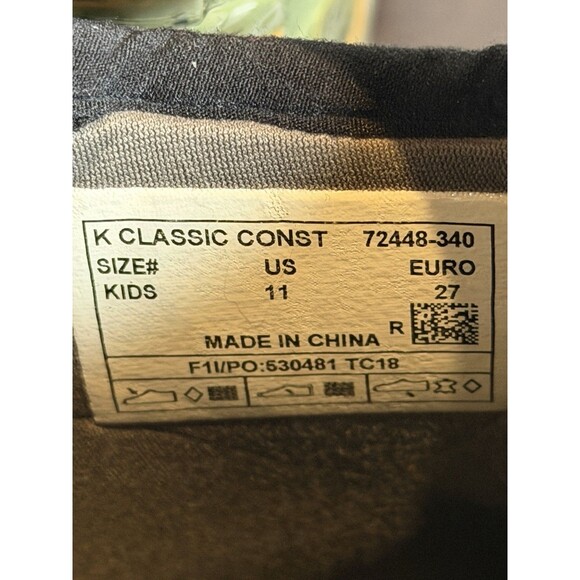 K CLASSIC CONST 72448-340
SIZE# US EURO
KIDS 11 27
R
MADE IN CHINA
F1I/PO:530481 TC18